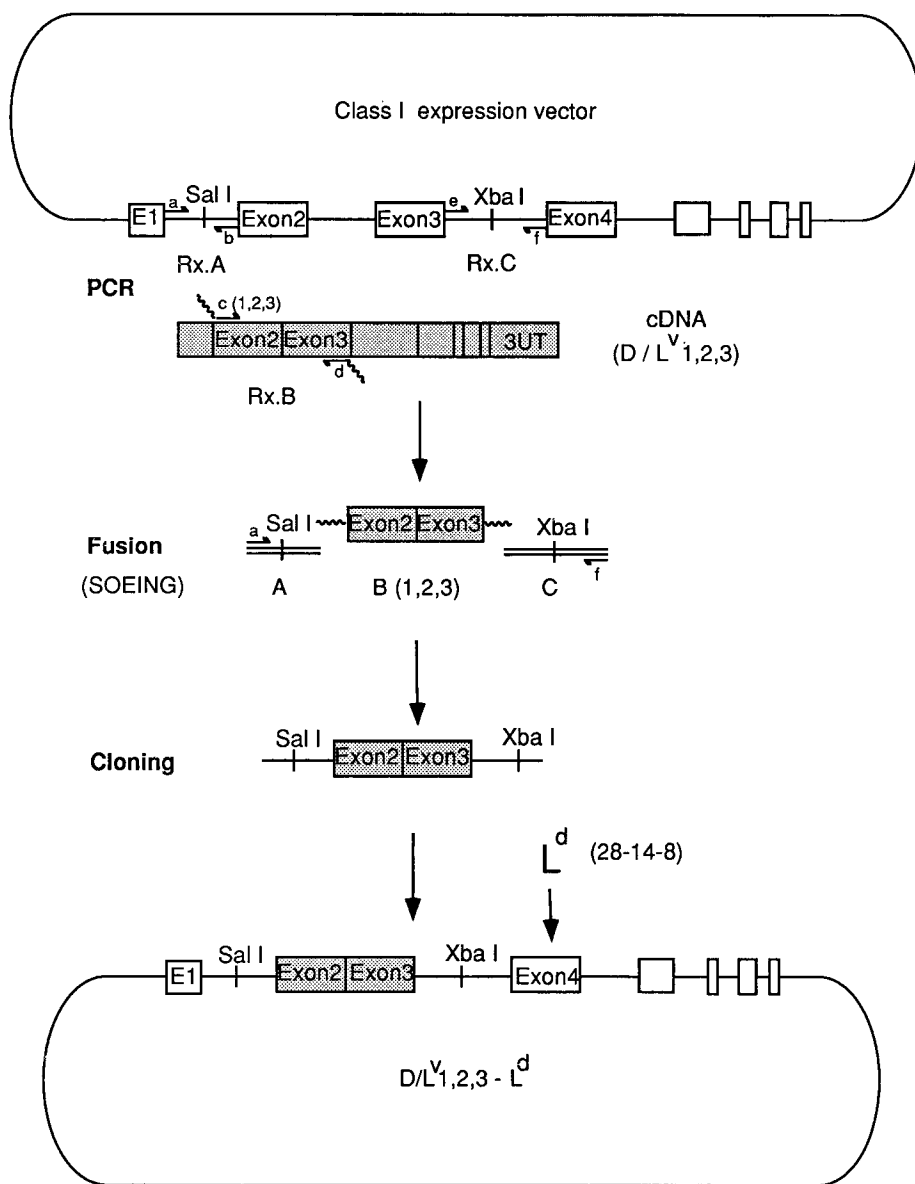 Class I expression vector
E1 a Sal I b Exon2 Exon3 e Xba I f Exon4
Rx.A Rx.C
PCR
c (1,2,3)
Exon2 Exon3 3UT
d
Rx.B
cDNA
(D / L^v 1,2,3)
Fusion
(SOEING)
a Sal I Exon2 Exon3 Xba I f
A B (1,2,3) C
Cloning
Sal I Exon2 Exon3 Xba I
L^d (28-14-8)
E1 Sal I Exon2 Exon3 Xba I Exon4
D/L^v1,2,3 - L^d